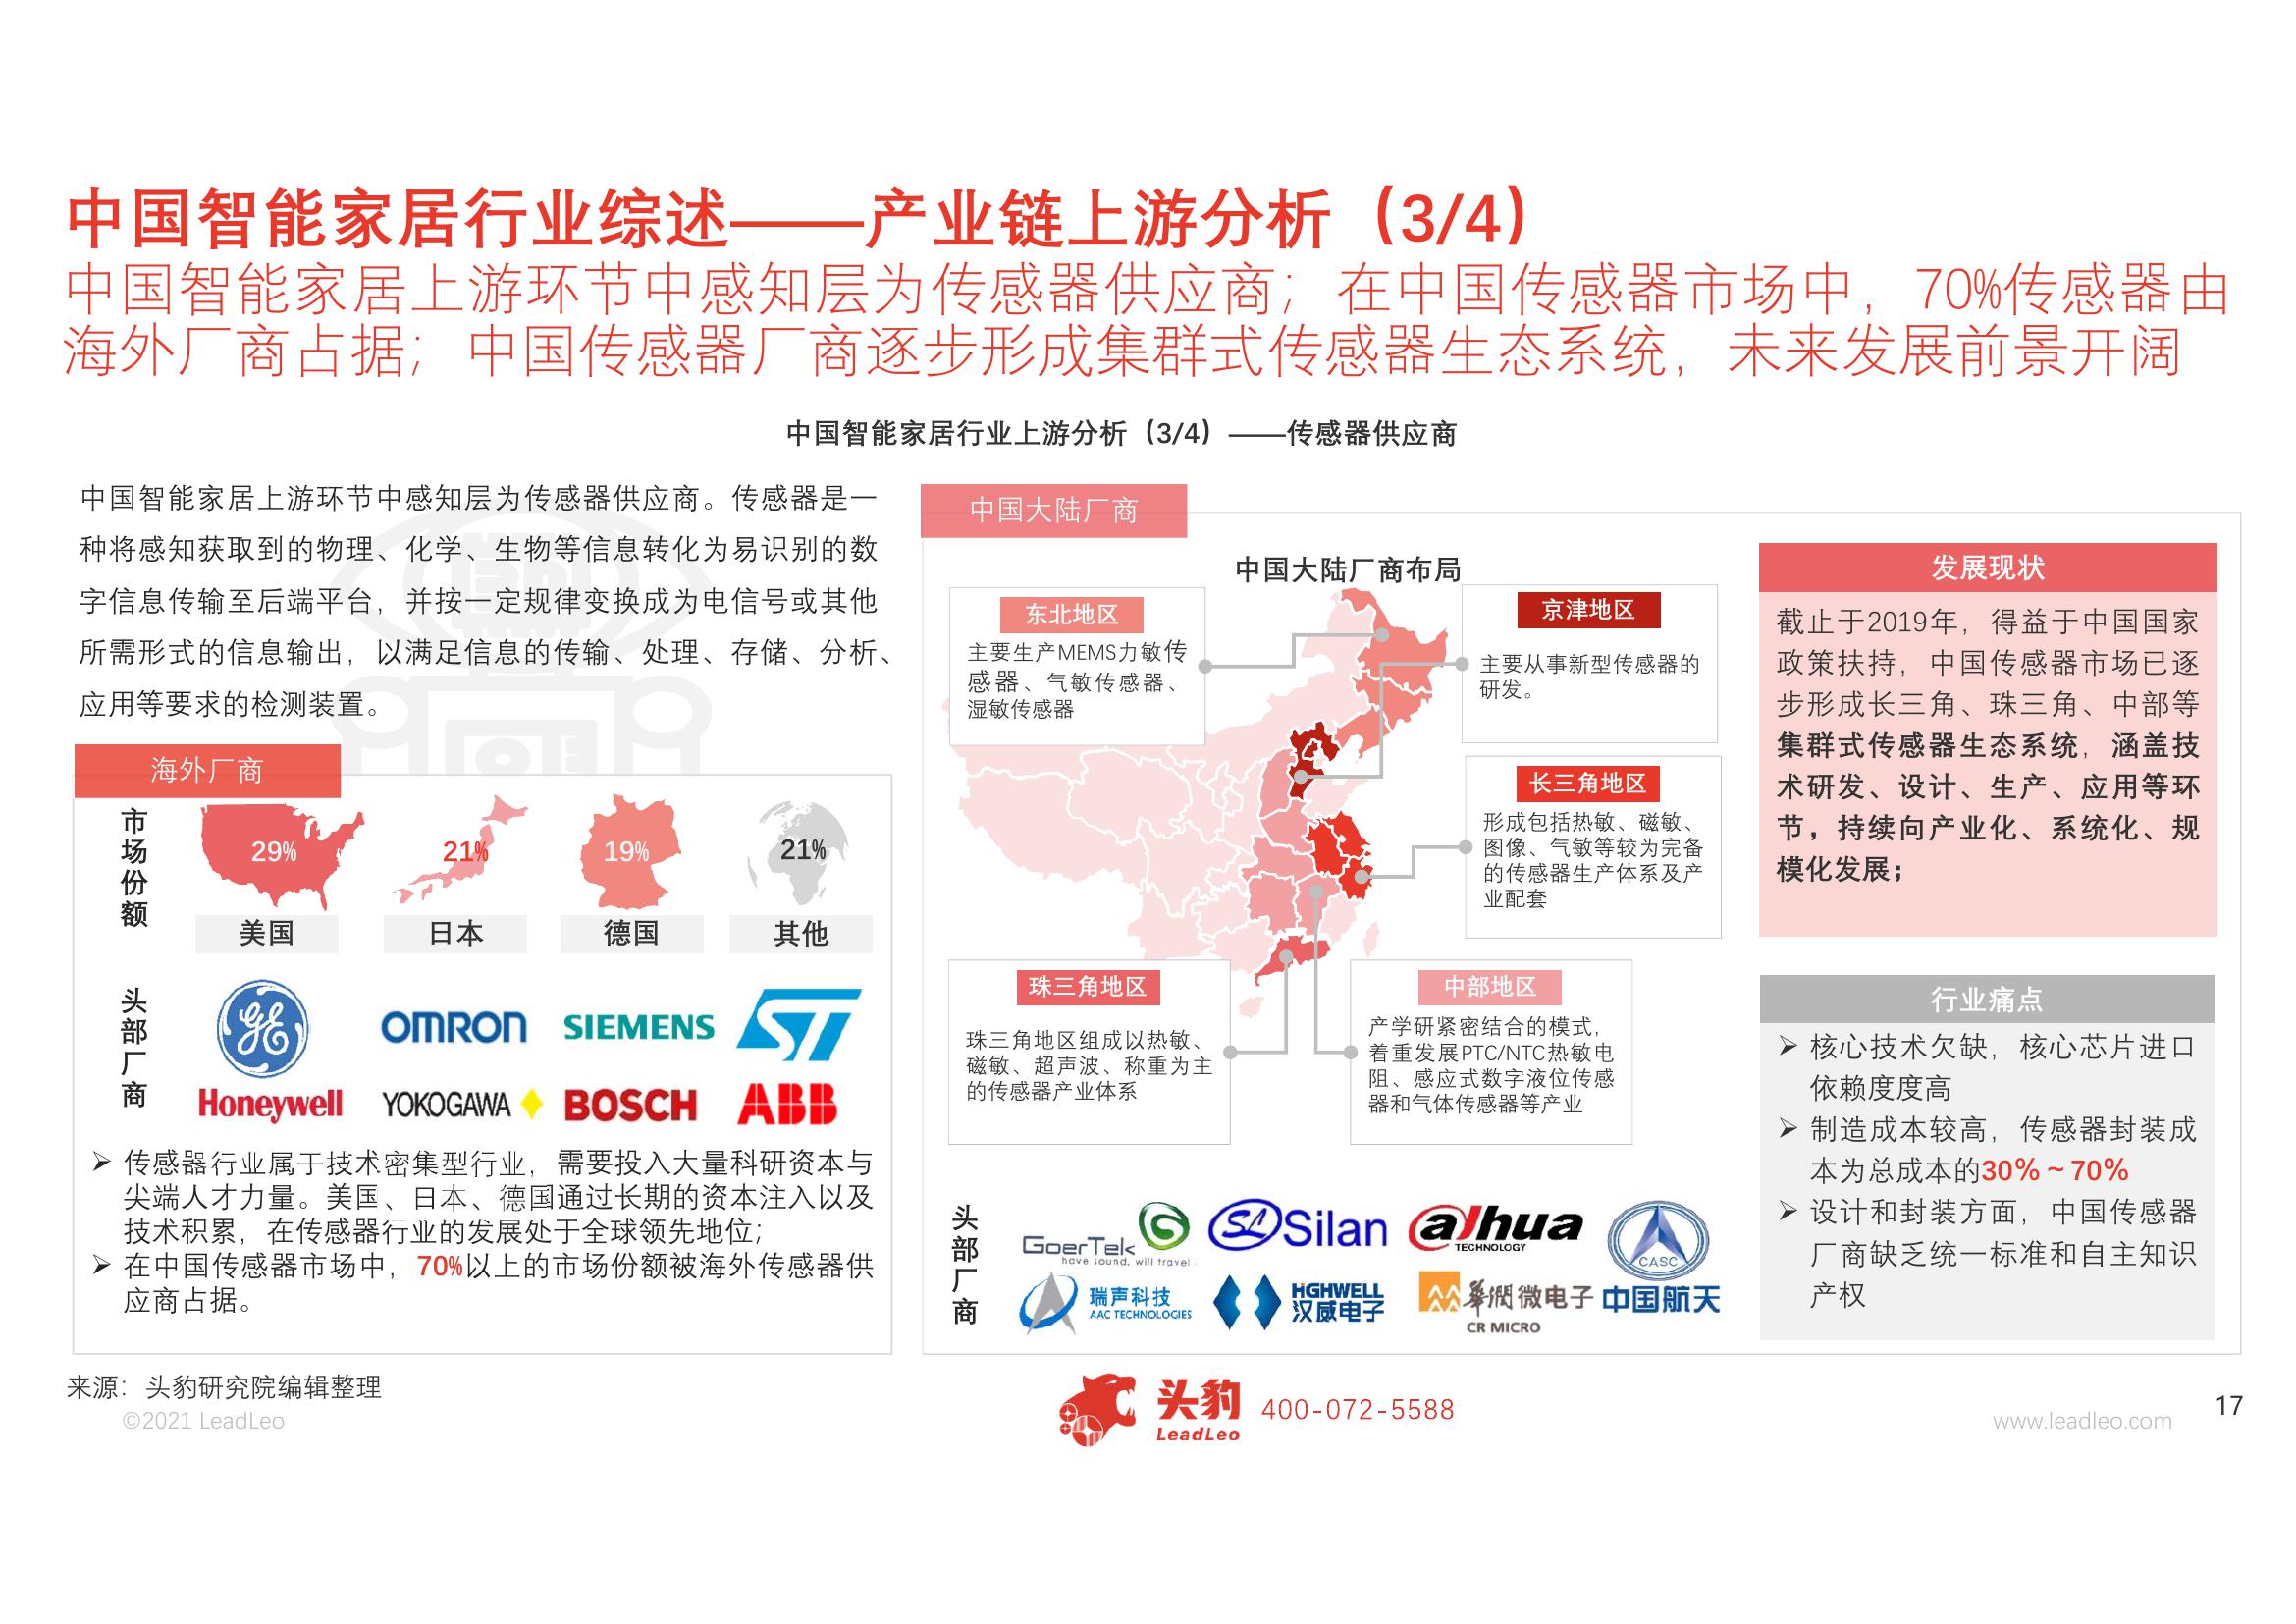 中国智能家居行业综述——产业链上游分析（3/4）
中国智能家居上游环节中感知层为传感器供应商；在中国传感器市场中，70%传感器由
海外厂商占据；中国传感器厂商逐步形成集群式传感器生态系统，未来发展前景开阔
中国智能家居行业上游分析（3/4）——传感器供应商
中国智能家居上游环节中感知层为传感器供应商。传感器是一
种将感知获取到的物理、化学、生物等信息转化为易识别的数
字信息传输至后端平台，并按一定规律变换成为电信号或其他
所需形式的信息输出，以满足信息的传输、处理、存储、分析、
应用等要求的检测装置。
海外厂商
市场份额
29%
21%
19%
21%
美国
日本
德国
其他
头部厂商
GE
OMRON
SIEMENS
ST
Honeywell
YOKOGAWA
BOSCH
ABB
➢ 传感器行业属于技术密集型行业，需要投入大量科研资本与
尖端人才力量。美国、日本、德国通过长期的资本注入以及
技术积累，在传感器行业的发展处于全球领先地位；
➢ 在中国传感器市场中，70%以上的市场份额被海外传感器供
应商占据。
中国大陆厂商
中国大陆厂商布局
东北地区
主要生产MEMS力敏传
感器、气敏传感器、
湿敏传感器
京津地区
主要从事新型传感器的
研发。
长三角地区
形成包括热敏、磁敏、
图像、气敏等较为完备
的传感器生产体系及产
业配套
珠三角地区
珠三角地区组成以热敏、
磁敏、超声波、称重为主
的传感器产业体系
中部地区
产学研紧密结合的模式，
着重发展PTC/NTC热敏电
阻、感应式数字液位传感
器和气体传感器等产业
头部厂商
GoerTek
have sound, will travel
Silan
alhua
TECHNOLOGY
CASC
中国航天
瑞声科技
AAC TECHNOLOGIES
HGHWELL
汉威电子
華潤微电子
CR MICRO
发展现状
截止于2019年，得益于中国国家
政策扶持，中国传感器市场已逐
步形成长三角、珠三角、中部等
集群式传感器生态系统，涵盖技
术研发、设计、生产、应用等环
节，持续向产业化、系统化、规
模化发展；
行业痛点
➢ 核心技术欠缺，核心芯片进口
依赖度度高
➢ 制造成本较高，传感器封装成
本为总成本的30%～70%
➢ 设计和封装方面，中国传感器
厂商缺乏统一标准和自主知识
产权
来源：头豹研究院编辑整理
©2021 LeadLeo
头豹
LeadLeo
400-072-5588
www.leadleo.com
17